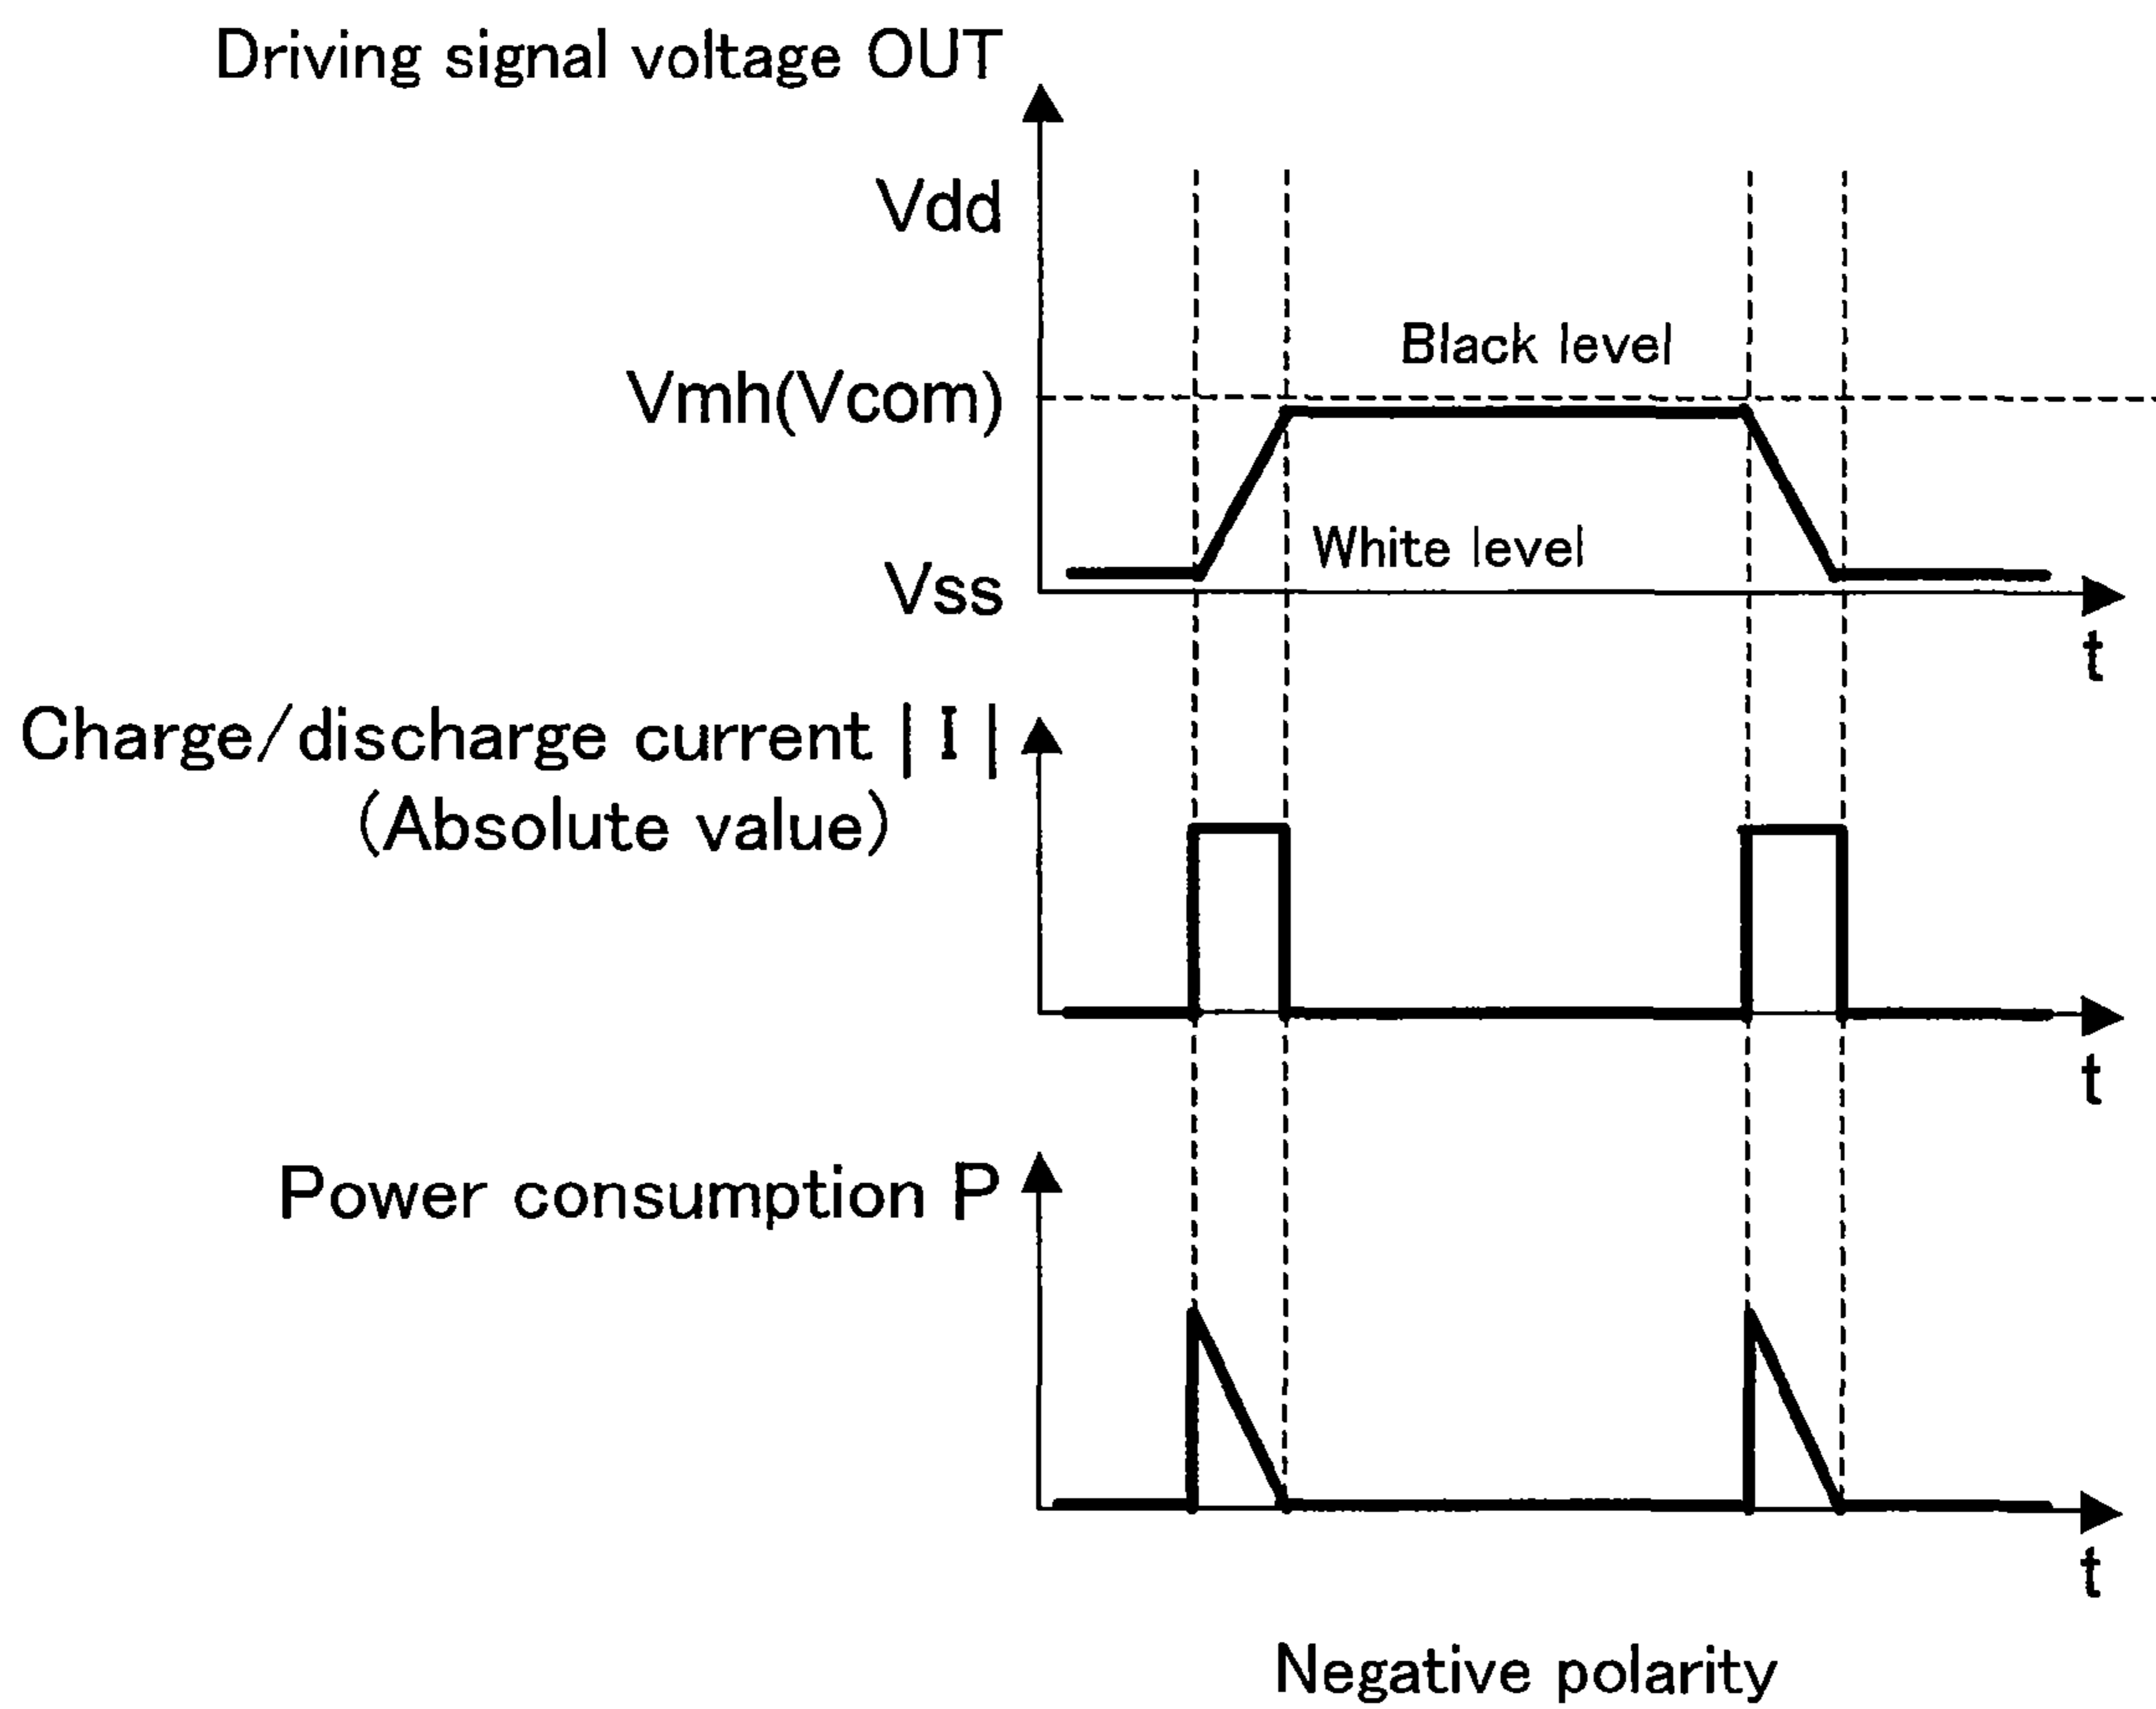 Driving signal voltage OUT
Vdd
Black level
Vmh(Vcom)
White level
Vss
t
Charge/discharge current | I |
(Absolute value)
t
Power consumption P
t
Negative polarity